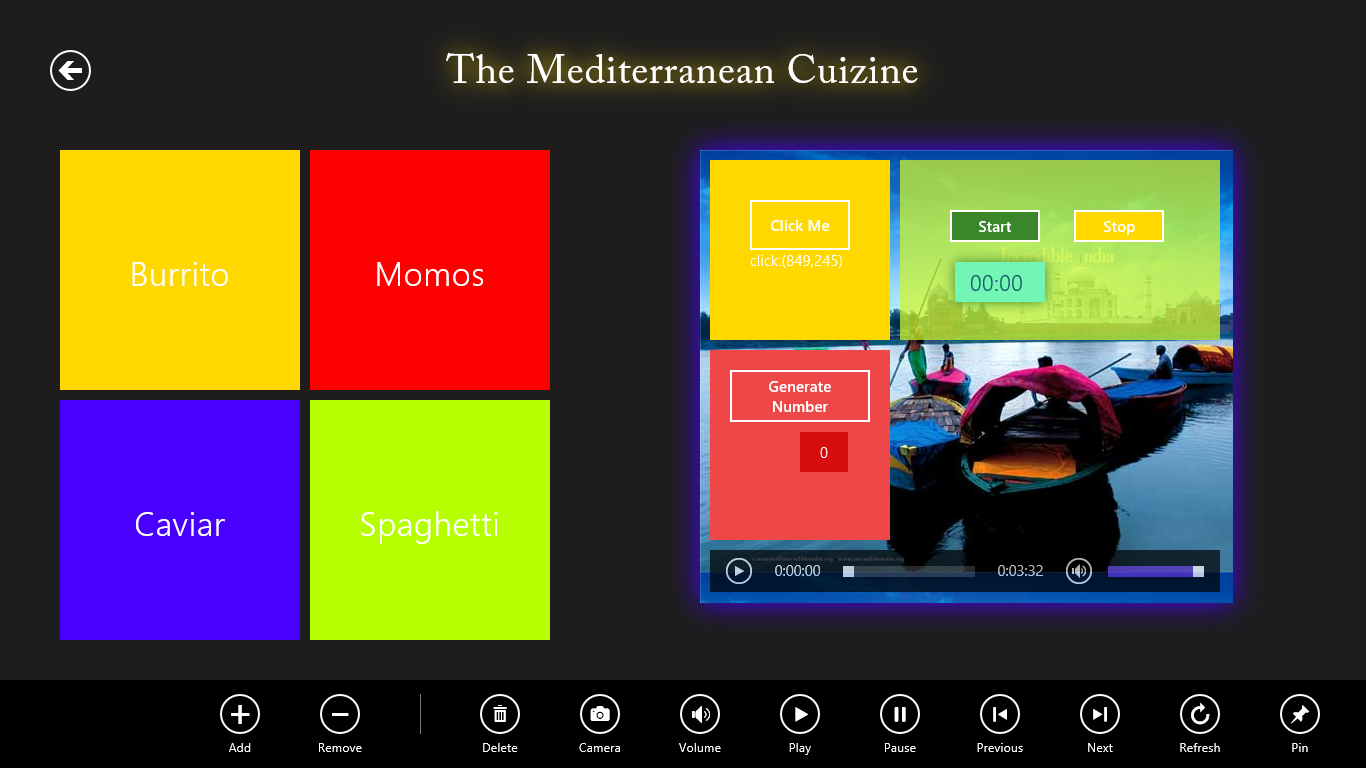 The Mediterranean Cuizine
Burrito
Momos
Caviar
Spaghetti
Click Me
click:(849,245)
Start
Stop
Incredible India
00:00
Generate
Number
0
0:00:00
0:03:32
Add
Remove
Delete
Camera
Volume
Play
Pause
Previous
Next
Refresh
Pin